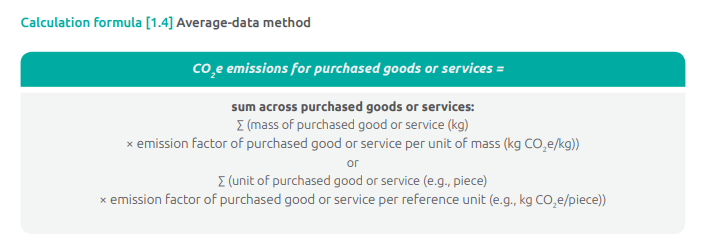 Calculation formula [1.4] Average-data method
CO₂e emissions for purchased goods or services =
sum across purchased goods or services:
∑ (mass of purchased good or service (kg)
× emission factor of purchased good or service per unit of mass (kg CO₂e/kg))
or
∑ (unit of purchased good or service (e.g., piece)
× emission factor of purchased good or service per reference unit (e.g., kg CO₂e/piece))